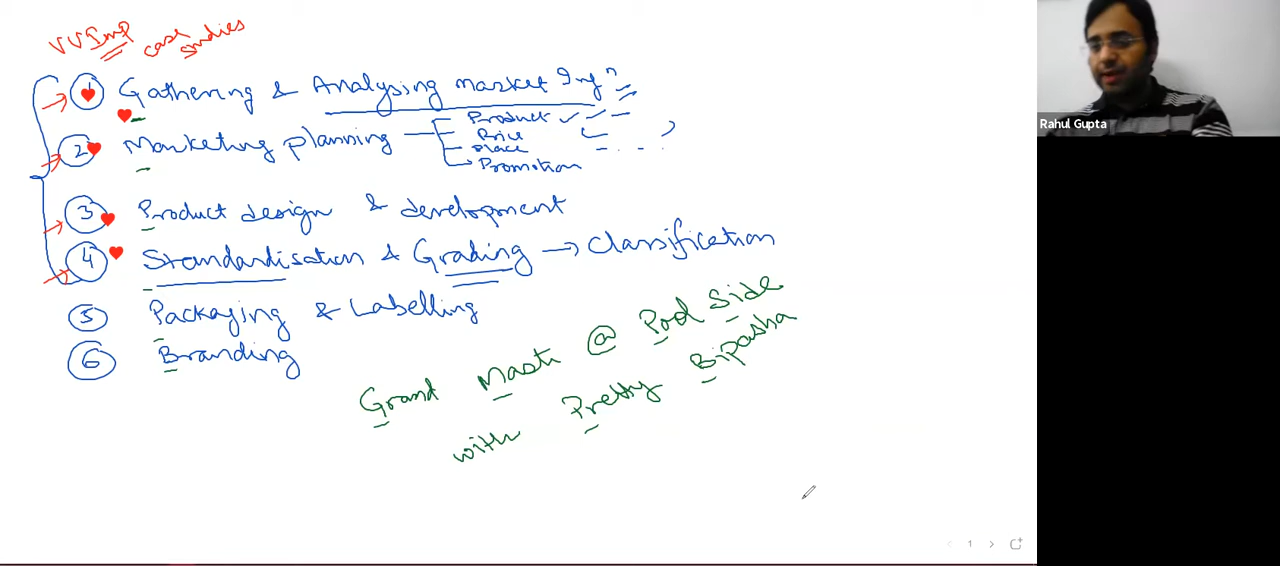 VV Imp case studies
1 Gathering & Analysing market Infⁿ
2 Marketing planning - Product
Price
Place
Promotion
3 Product design & development
4 Standardisation & Grading → Classification
5 Packaging & Labelling
6 Branding
Grand Masti @ Pool Side
with Pretty Bipasha
Rahul Gupta
1